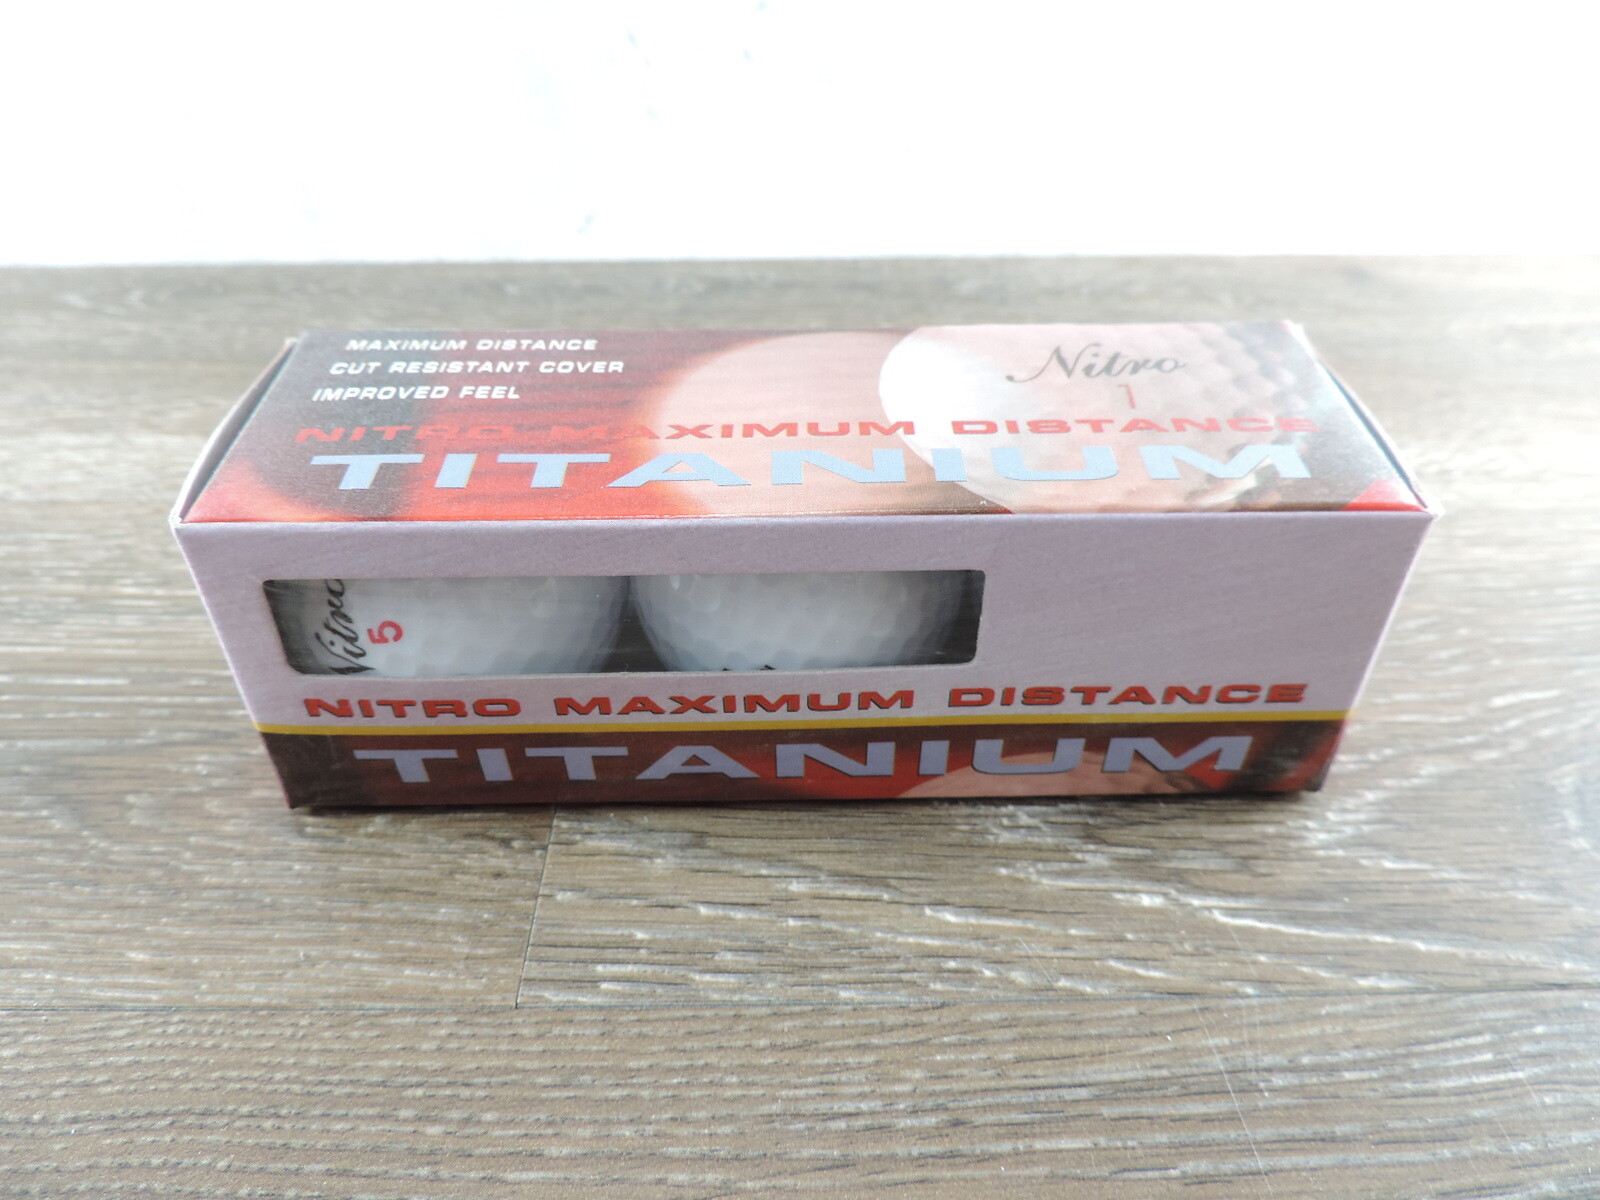 MAXIMUM DISTANCE
CUT RESISTANT COVER
IMPROVED FEEL
Nitro
1
NITRO MAXIMUM DISTANCE
TITANIUM
Nitro
5
NITRO MAXIMUM DISTANCE
TITANIUM